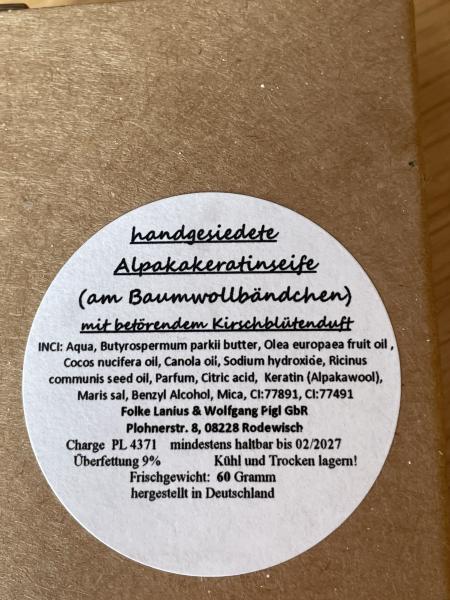 handgesiedete
Alpakakeratinseife
(am Baumwollbändchen)
mit betörendem Kirschblütenduft
INCI: Aqua, Butyrospermum parkii butter, Olea europaea fruit oil ,
Cocos nucifera oil, Canola oil, Sodium hydroxide, Ricinus
communis seed oil, Parfum, Citric acid, Keratin (Alpakawool),
Maris sal, Benzyl Alcohol, Mica, CI:77891, CI:77491
Folke Lanius & Wolfgang Pigl GbR
Plohnerstr. 8, 08228 Rodewisch
Charge PL 4371 mindestens haltbar bis 02/2027
Überfettung 9% Kühl und Trocken lagern!
Frischgewicht: 60 Gramm
hergestellt in Deutschland